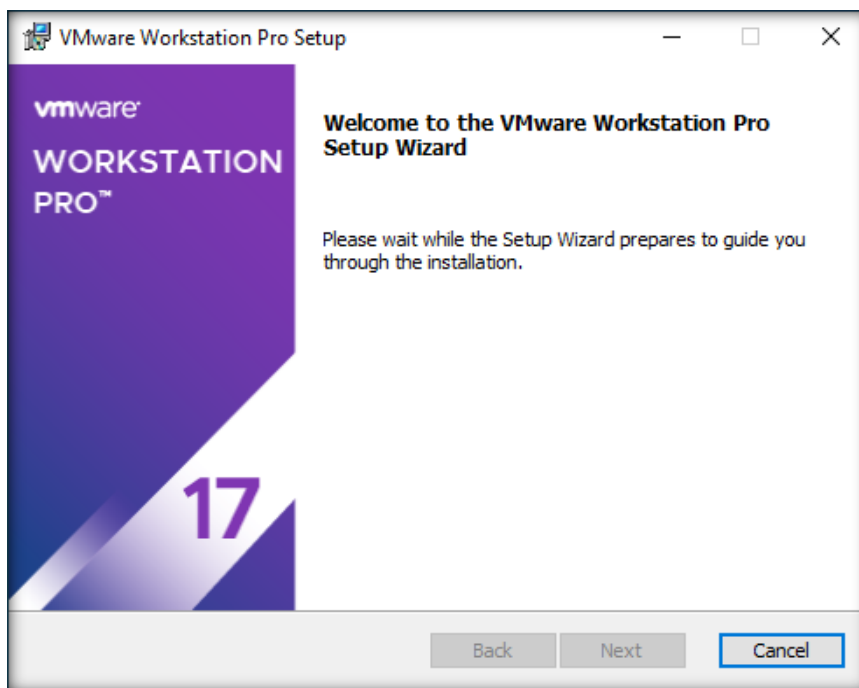 VMware Workstation Pro Setup
vmware®
WORKSTATION
PRO™
Welcome to the VMware Workstation Pro
Setup Wizard
Please wait while the Setup Wizard prepares to guide you
through the installation.
17
Back
Next
Cancel